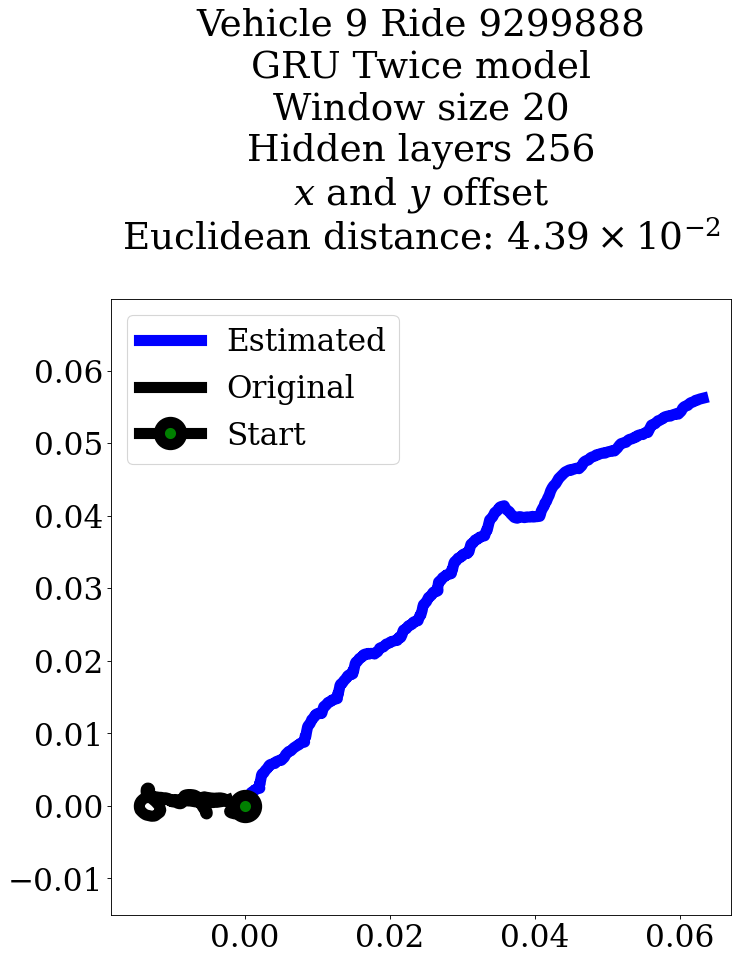 Vehicle 9 Ride 9299888
GRU Twice model
Window size 20
Hidden layers 256
x and y offset
Euclidean distance: 4.39 × 10⁻²
Estimated
Original
Start
0.06
0.05
0.04
0.03
0.02
0.01
0.00
−0.01
0.00 0.02 0.04 0.06